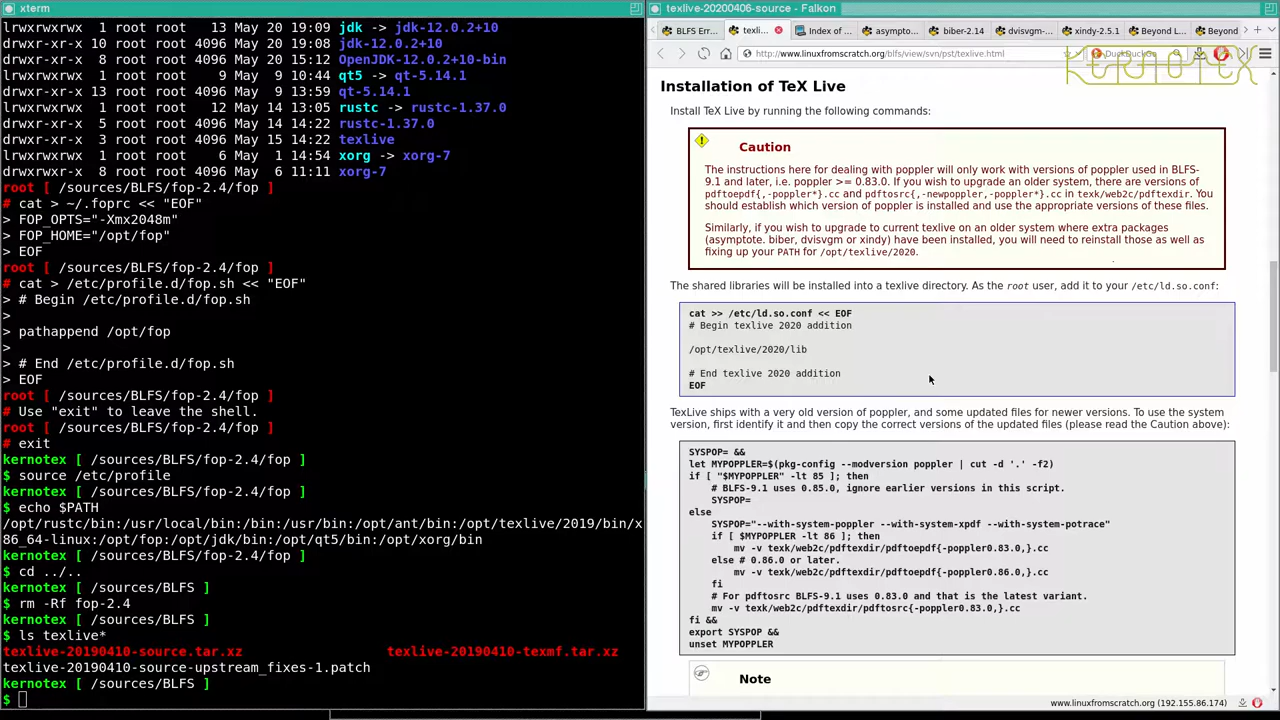 xterm
lrwxrwxrwx  1 root root   13 May 20 19:09 jdk -> jdk-12.0.2+10
drwxr-xr-x 10 root root 4096 May 20 19:08 jdk-12.0.2+10
drwxr-xr-x  8 root root 4096 May 20 15:12 OpenJDK-12.0.2+10-bin
lrwxrwxrwx  1 root root    9 May  9 10:44 qt5 -> qt-5.14.1
drwxr-xr-x 13 root root 4096 May  9 13:59 qt-5.14.1
lrwxrwxrwx  1 root root   12 May 14 13:05 rustc -> rustc-1.37.0
drwxr-xr-x  5 root root 4096 May 14 14:22 rustc-1.37.0
drwxr-xr-x  3 root root 4096 May 15 14:22 texlive
lrwxrwxrwx  1 root root    6 May  1 14:54 xorg -> xorg-7
drwxr-xr-x  8 root root 4096 May  6 11:11 xorg-7
root [ /sources/BLFS/fop-2.4/fop ]
# cat > ~/.foprc << "EOF"
> FOP_OPTS="-Xmx2048m"
> FOP_HOME="/opt/fop"
> EOF
root [ /sources/BLFS/fop-2.4/fop ]
# cat > /etc/profile.d/fop.sh << "EOF"
> # Begin /etc/profile.d/fop.sh
>
> pathappend /opt/fop
>
> # End /etc/profile.d/fop.sh
> EOF
root [ /sources/BLFS/fop-2.4/fop ]
# Use "exit" to leave the shell.
root [ /sources/BLFS/fop-2.4/fop ]
# exit
kernotex [ /sources/BLFS/fop-2.4/fop ]
$ source /etc/profile
kernotex [ /sources/BLFS/fop-2.4/fop ]
$ echo $PATH
/opt/rustc/bin:/usr/local/bin:/bin:/usr/bin:/opt/ant/bin:/opt/texlive/2019/bin/x
86_64-linux:/opt/fop:/opt/jdk/bin:/opt/qt5/bin:/opt/xorg/bin
kernotex [ /sources/BLFS/fop-2.4/fop ]
$ cd ../..
kernotex [ /sources/BLFS ]
$ rm -Rf fop-2.4
kernotex [ /sources/BLFS ]
$ ls texlive*
texlive-20190410-source.tar.xz texlive-20190410-texmf.tar.xz
texlive-20190410-source-upstream_fixes-1.patch
kernotex [ /sources/BLFS ]
$
texlive-20200406-source - Falkon
BLFS Err... texli... Index of ... asympto... biber-2.14 dvisvgm-... xindy-2.5.1 Beyond L... Beyond
http://www.linuxfromscratch.org/blfs/view/svn/pst/texlive.html DuckDuckGo
KERNOTEX
Installation of TeX Live
Install TeX Live by running the following commands:
Caution
The instructions here for dealing with poppler will only work with versions of poppler used in BLFS-
9.1 and later, i.e. poppler >= 0.83.0. If you wish to upgrade an older system, there are versions of
pdftoepdf{,-newpoppler,-poppler*}.cc and pdftosrc{,-newpoppler,-poppler*}.cc in texk/web2c/pdftexdir. You
should establish which version of poppler is installed and use the appropriate versions of these files.
Similarly, if you wish to upgrade to current texlive on an older system where extra packages
(asymptote. biber, dvisvgm or xindy) have been installed, you will need to reinstall those as well as
fixing up your PATH for /opt/texlive/2020.
The shared libraries will be installed into a texlive directory. As the root user, add it to your /etc/ld.so.conf:
cat >> /etc/ld.so.conf << EOF
# Begin texlive 2020 addition
/opt/texlive/2020/lib
# End texlive 2020 addition
EOF
TexLive ships with a very old version of poppler, and some updated files for newer versions. To use the system
version, first identify it and then copy the correct versions of the updated files (please read the Caution above):
SYSPOP= &&
let MYPOPPLER=$(pkg-config --modversion poppler | cut -d '.' -f2)
if [ "$MYPOPPLER" -lt 85 ]; then
# BLFS-9.1 uses 0.85.0, ignore earlier versions in this script.
SYSPOP=
else
SYSPOP="--with-system-poppler --with-system-xpdf --with-system-potrace"
if [ $MYPOPPLER -lt 86 ]; then
mv -v texk/web2c/pdftexdir/pdftoepdf{-poppler0.83.0,}.cc
else # 0.86.0 or later.
mv -v texk/web2c/pdftexdir/pdftoepdf{-poppler0.86.0,}.cc
fi
# For pdftosrc BLFS-9.1 uses 0.83.0 and that is the latest variant.
mv -v texk/web2c/pdftexdir/pdftosrc{-poppler0.83.0,}.cc
fi &&
export SYSPOP &&
unset MYPOPPLER
Note
www.linuxfromscratch.org (192.155.86.174)